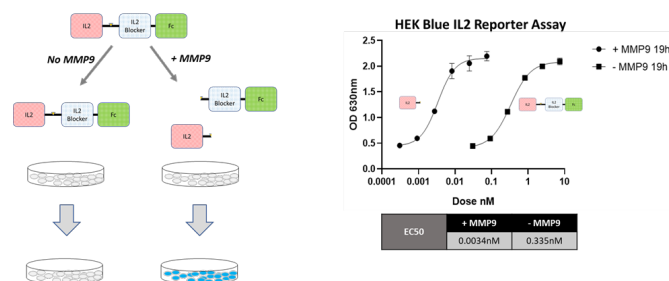 IL2
IL2
Blocker
Fc
No MMP9
+ MMP9
IL2
Blocker
Fc
IL2
IL2
Blocker
Fc
IL2
HEK Blue IL2 Reporter Assay
OD 630nm
2.5
2.0
1.5
1.0
0.5
0.0
0.0001
0.001
0.01
0.1
1
10
Dose nM
+ MMP9 19h
- MMP9 19h
IL2
IL2
IL2
Blocker
Fc
EC50
+ MMP9
- MMP9
0.0034nM
0.335nM